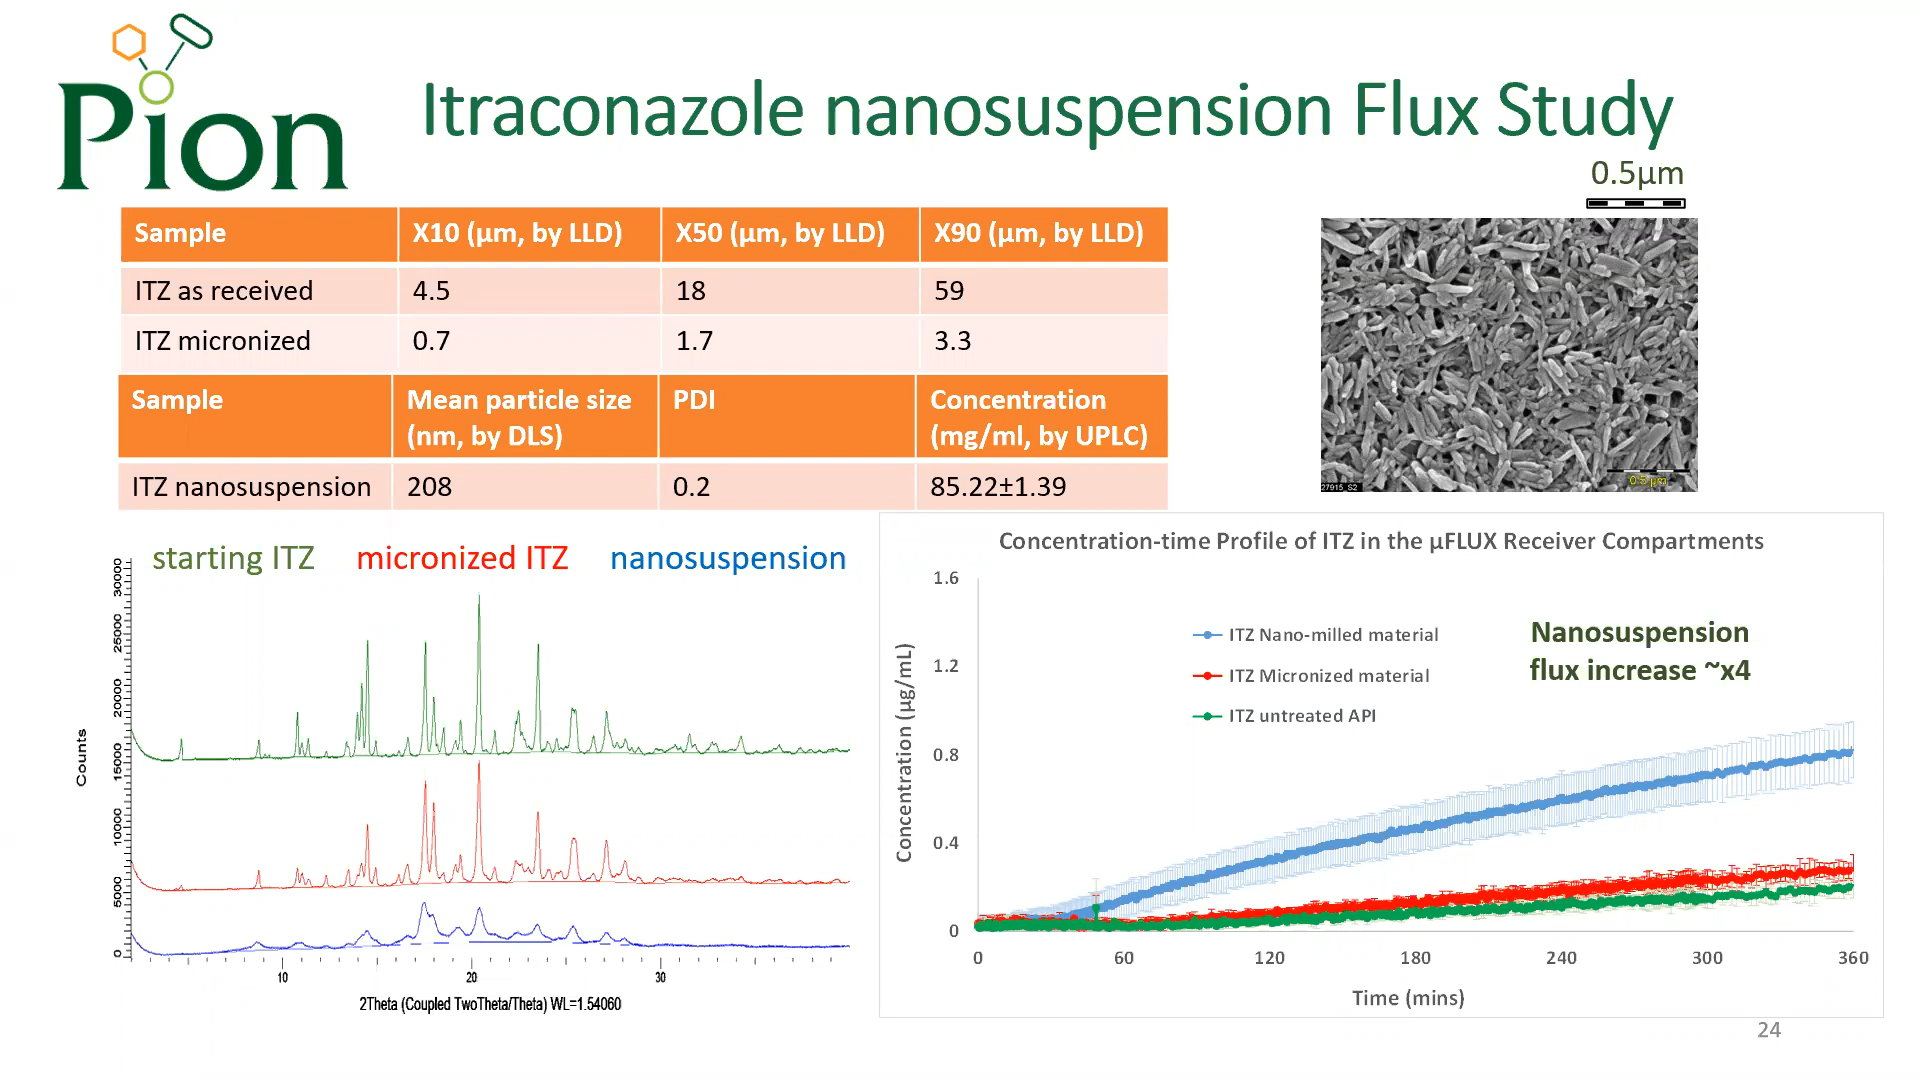 Pion
Itraconazole nanosuspension Flux Study
0.5µm
Sample X10 (µm, by LLD) X50 (µm, by LLD) X90 (µm, by LLD)
ITZ as received 4.5 18 59
ITZ micronized 0.7 1.7 3.3
Sample Mean particle size (nm, by DLS) PDI Concentration (mg/ml, by UPLC)
ITZ nanosuspension 208 0.2 85.22±1.39
27915_S2
0.5 µm
starting ITZ micronized ITZ nanosuspension
Counts
30000
25000
20000
15000
10000
5000
0
10 20 30
2Theta (Coupled TwoTheta/Theta) WL=1.54060
Concentration-time Profile of ITZ in the µFLUX Receiver Compartments
Concentration (µg/mL)
1.6
1.2
0.8
0.4
0
ITZ Nano-milled material
ITZ Micronized material
ITZ untreated API
Nanosuspension
flux increase ~x4
0 60 120 180 240 300 360
Time (mins)
24